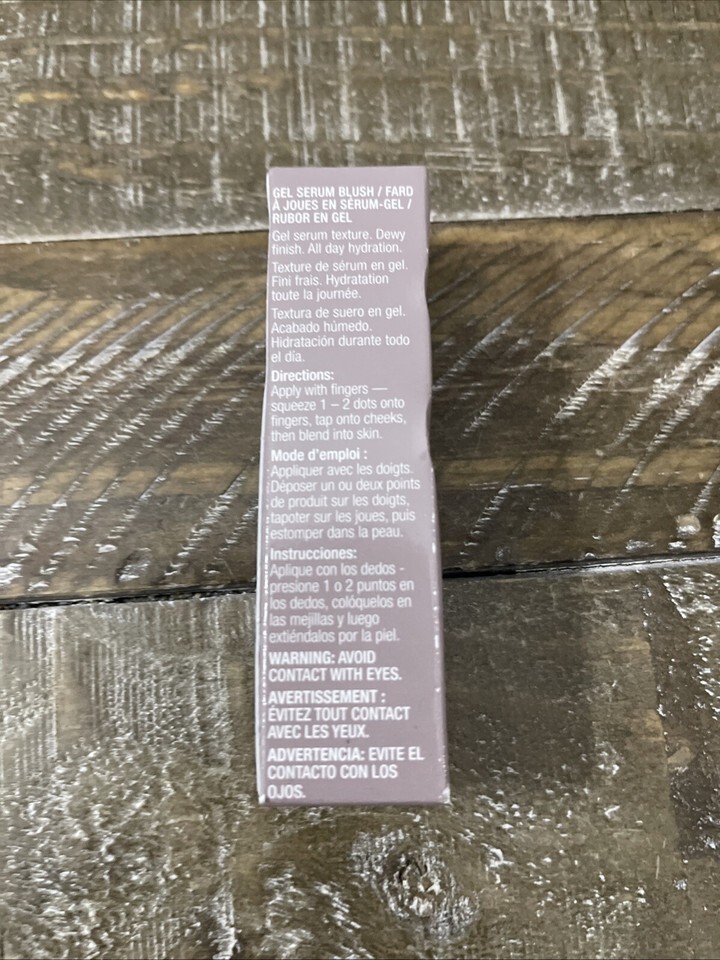 GEL SERUM BLUSH / FARD
À JOUES EN SÉRUM-GEL /
RUBOR EN GEL
Gel serum texture. Dewy
finish. All day hydration.
Texture de sérum en gel.
Fini frais. Hydratation
toute la journée.
Textura de suero en gel.
Acabado húmedo.
Hidratación durante todo
el día.
Directions:
Apply with fingers —
squeeze 1 – 2 dots onto
fingers, tap onto cheeks,
then blend into skin.
Mode d'emploi :
Appliquer avec les doigts.
Déposer un ou deux points
de produit sur les doigts,
tapoter sur les joues, puis
estomper dans la peau.
Instrucciones:
Aplique con los dedos -
presione 1 o 2 puntos en
los dedos, colóquelos en
las mejillas y luego
extiéndalos por la piel.
WARNING: AVOID
CONTACT WITH EYES.
AVERTISSEMENT :
ÉVITEZ TOUT CONTACT
AVEC LES YEUX.
ADVERTENCIA: EVITE EL
CONTACTO CON LOS
OJOS.